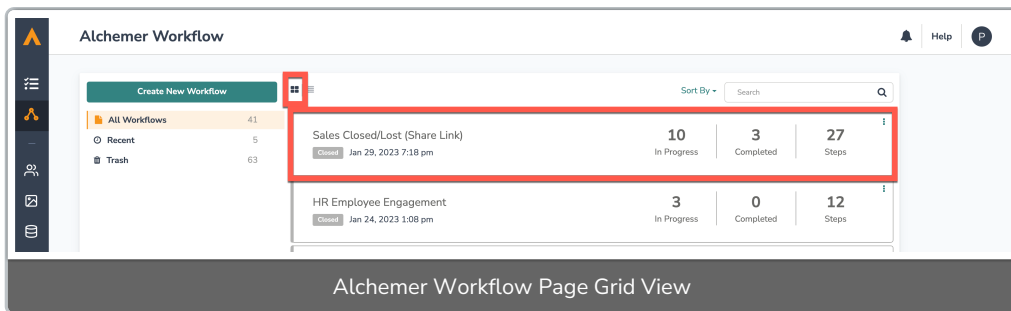 Alchemer Workflow
Help
P
Create New Workflow
All Workflows 41
Recent 5
Trash 63
Sort By
Search
Sales Closed/Lost (Share Link)
Closed Jan 29, 2023 7:18 pm
10 3 27
In Progress Completed Steps
HR Employee Engagement
Closed Jan 24, 2023 1:08 pm
3 0 12
In Progress Completed Steps
Alchemer Workflow Page Grid View